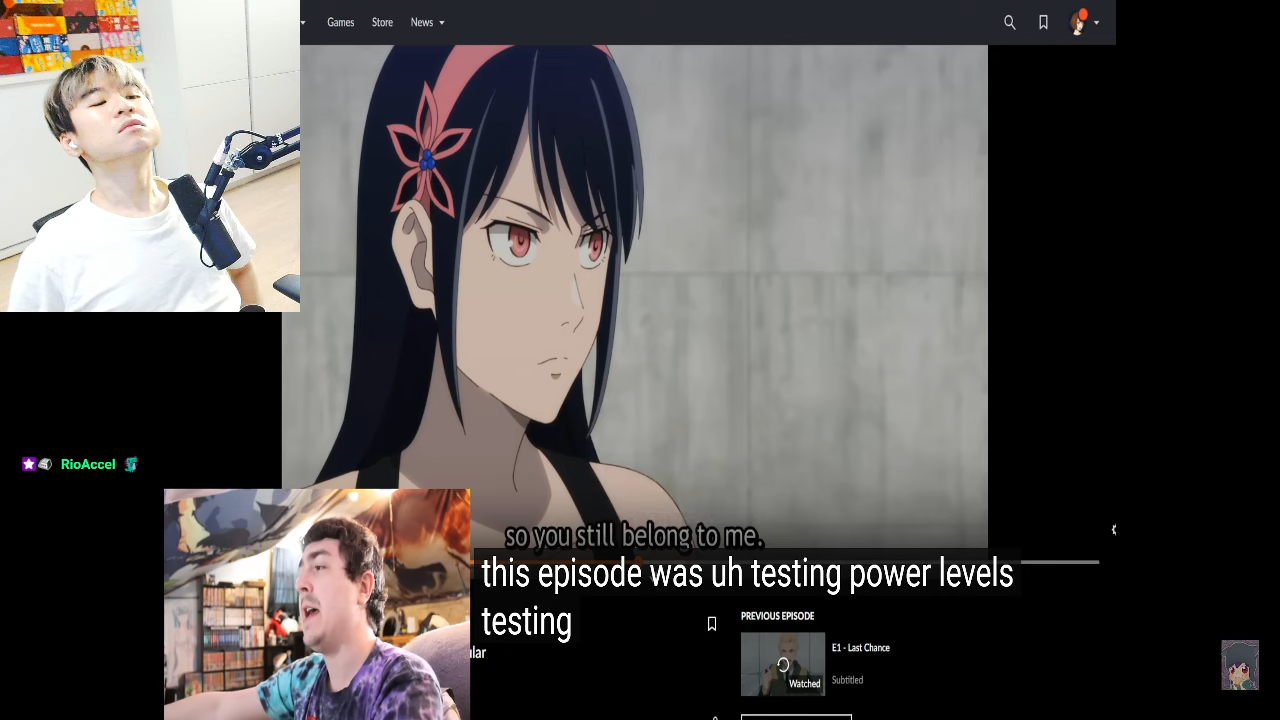 Games Store News
so you still belong to me.
this episode was uh testing power levels
testing
RioAccel
PREVIOUS EPISODE
E1 - Last Chance
Watched
Subtitled